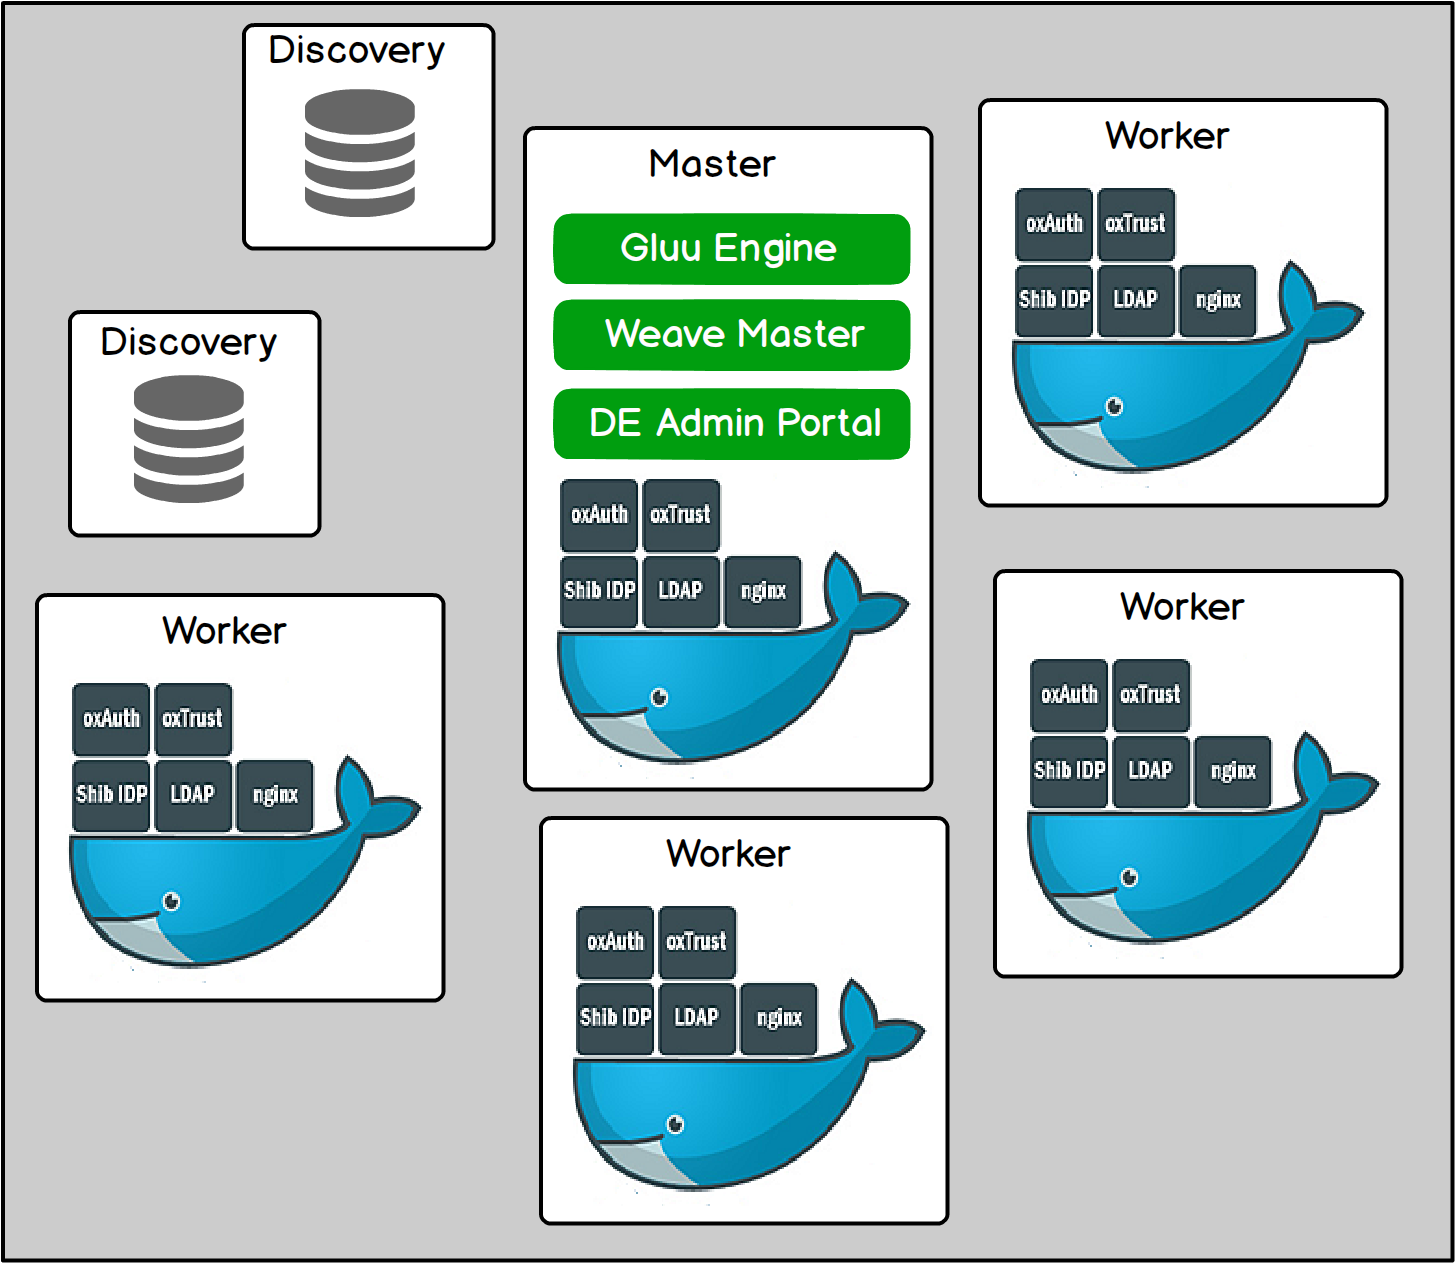 Discovery
Discovery
Master
Gluu Engine
Weave Master
DE Admin Portal
oxAuth oxTrust
Shib IDP LDAP nginx
Worker
oxAuth oxTrust
Shib IDP LDAP nginx
Worker
oxAuth oxTrust
Shib IDP LDAP nginx
Worker
oxAuth oxTrust
Shib IDP LDAP nginx
Worker
oxAuth oxTrust
Shib IDP LDAP nginx